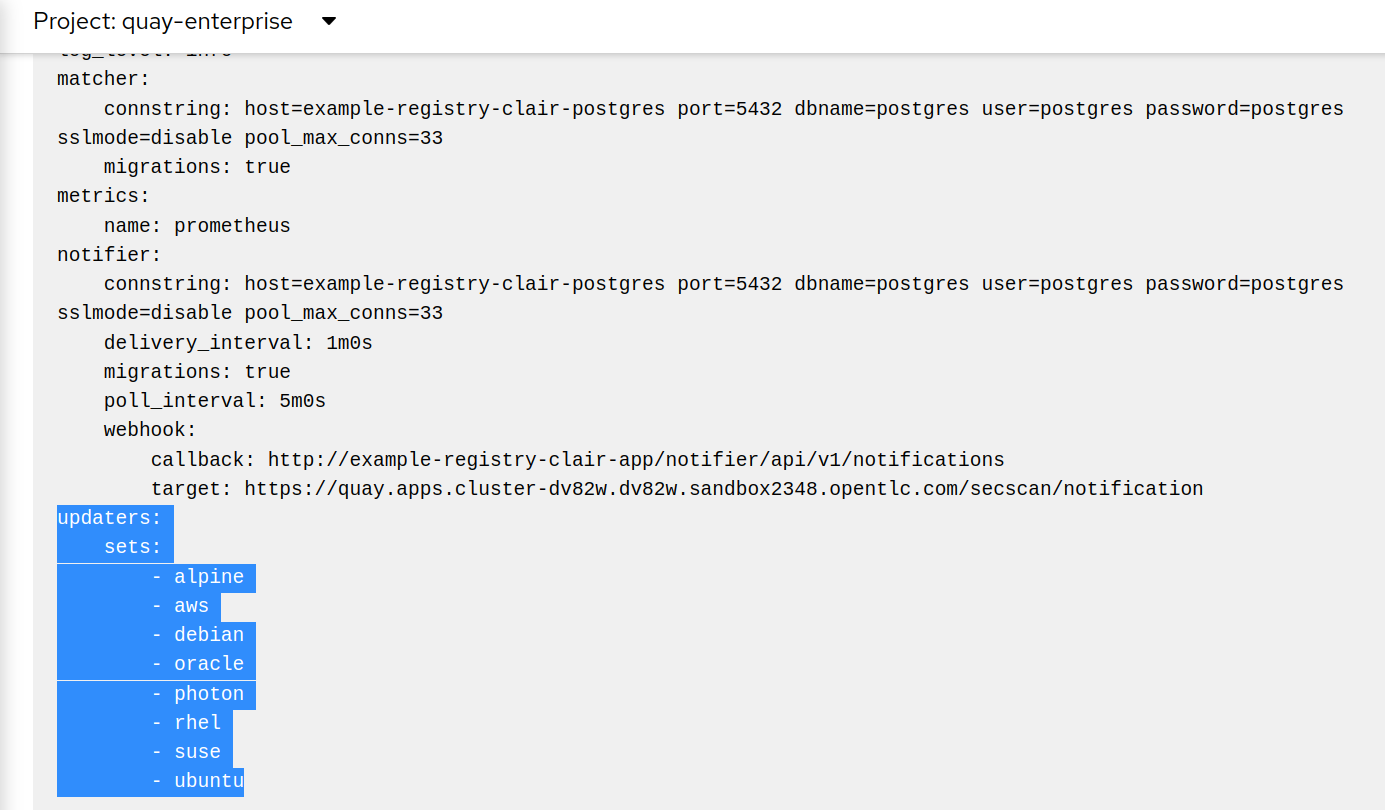 Project: quay-enterprise
log_level: info
matcher:
    connstring: host=example-registry-clair-postgres port=5432 dbname=postgres user=postgres password=postgres
sslmode=disable pool_max_conns=33
    migrations: true
metrics:
    name: prometheus
notifier:
    connstring: host=example-registry-clair-postgres port=5432 dbname=postgres user=postgres password=postgres
sslmode=disable pool_max_conns=33
    delivery_interval: 1m0s
    migrations: true
    poll_interval: 5m0s
    webhook:
        callback: http://example-registry-clair-app/notifier/api/v1/notifications
        target: https://quay.apps.cluster-dv82w.dv82w.sandbox2348.opentlc.com/secscan/notification
updaters:
    sets:
        - alpine
        - aws
        - debian
        - oracle
        - photon
        - rhel
        - suse
        - ubuntu